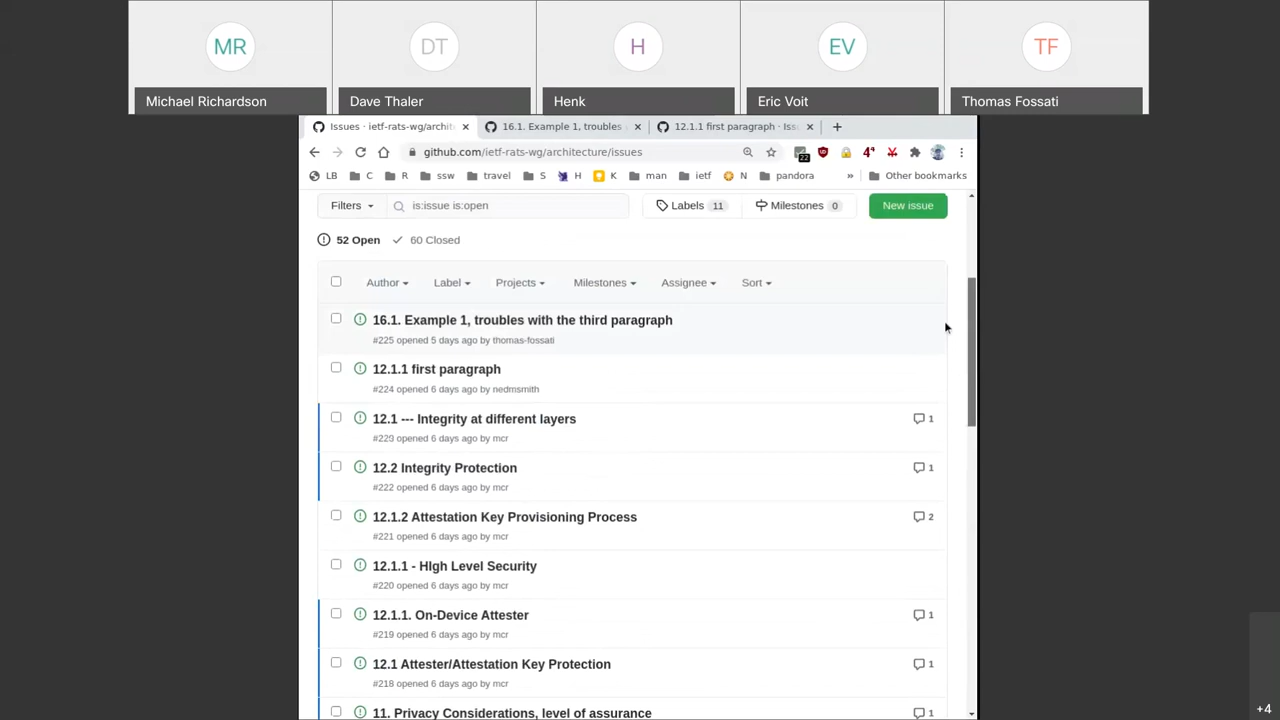 MR
DT
H
EV
TF
Michael Richardson
Dave Thaler
Henk
Eric Voit
Thomas Fossati
Issues · ietf-rats-wg/archite
16.1. Example 1, troubles
12.1.1 first paragraph · Issu
github.com/ietf-rats-wg/architecture/issues
22
LB
C
R
ssw
travel
S
H
K
man
ietf
N
pandora
» Other bookmarks
Filters
is:issue is:open
Labels 11
Milestones 0
New issue
52 Open
60 Closed
Author
Label
Projects
Milestones
Assignee
Sort
16.1. Example 1, troubles with the third paragraph
#225 opened 5 days ago by thomas-fossati
12.1.1 first paragraph
#224 opened 6 days ago by nedmsmith
12.1 --- Integrity at different layers
1
#223 opened 6 days ago by mcr
12.2 Integrity Protection
1
#222 opened 6 days ago by mcr
12.1.2 Attestation Key Provisioning Process
2
#221 opened 6 days ago by mcr
12.1.1 - HIgh Level Security
#220 opened 6 days ago by mcr
12.1.1. On-Device Attester
1
#219 opened 6 days ago by mcr
12.1 Attester/Attestation Key Protection
1
#218 opened 6 days ago by mcr
11. Privacy Considerations, level of assurance
1
+4